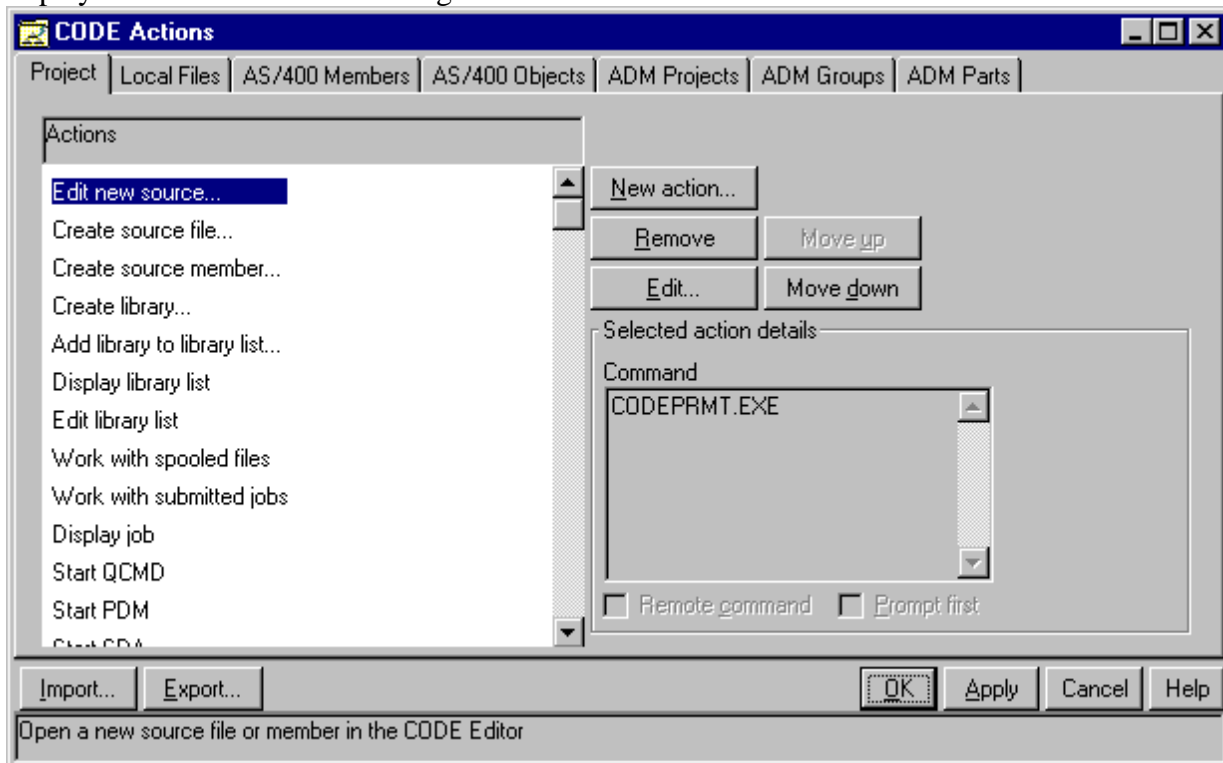 CODE Actions
Project Local Files AS/400 Members AS/400 Objects ADM Projects ADM Groups ADM Parts
Actions
Edit new source...
Create source file...
Create source member...
Create library...
Add library to library list...
Display library list
Edit library list
Work with spooled files
Work with submitted jobs
Display job
Start QCMD
Start PDM
New action...
Remove Move up
Edit... Move down
Selected action details
Command
CODEPRMT.EXE
Remote command Prompt first
Import... Export... OK Apply Cancel Help
Open a new source file or member in the CODE Editor